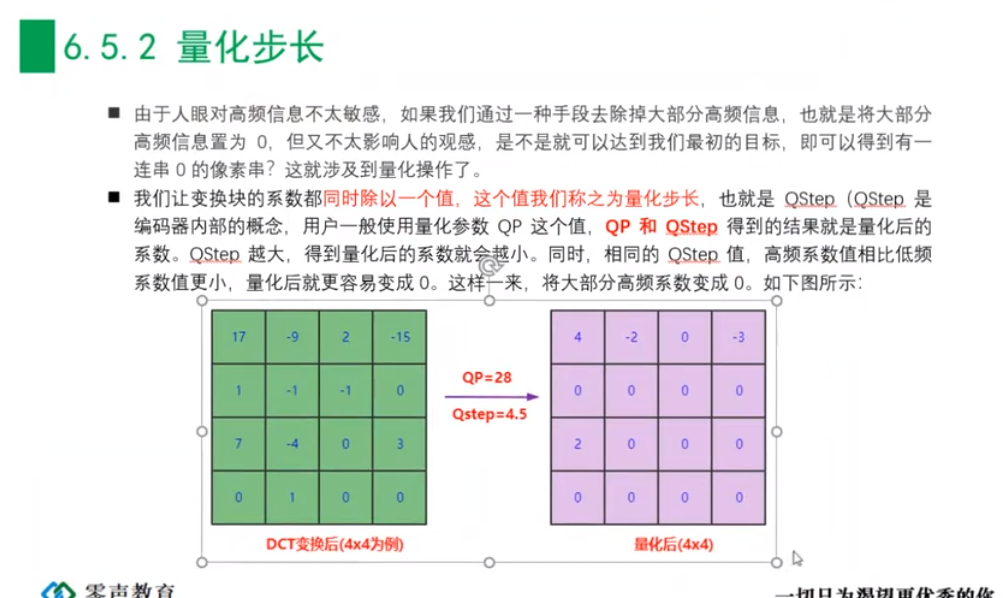 6.5.2 量化步长
■ 由于人眼对高频信息不太敏感，如果我们通过一种手段去除掉大部分高频信息，也就是将大部分
高频信息置为 0，但又不太影响人的观感，是不是就可以达到我们最初的目标，即可以得到有一
连串 0 的像素串？这就涉及到量化操作了。
■ 我们让变换块的系数都同时除以一个值，这个值我们称之为量化步长，也就是 QStep（QStep 是
编码器内部的概念，用户一般使用量化参数 QP 这个值，QP 和 QStep 得到的结果就是量化后的
系数。QStep 越大，得到量化后的系数就会越小。同时，相同的 QStep 值，高频系数值相比低频
系数值更小，量化后就更容易变成 0。这样一来，将大部分高频系数变成 0。如下图所示：
17 -9 2 -15
1 -1 -1 0
7 -4 0 3
0 1 0 0
DCT变换后(4x4为例)
QP=28
Qstep=4.5
4 -2 0 -3
0 0 0 0
2 0 0 0
0 0 0 0
量化后(4x4)
零声教育
一切只为渴望更优秀的你